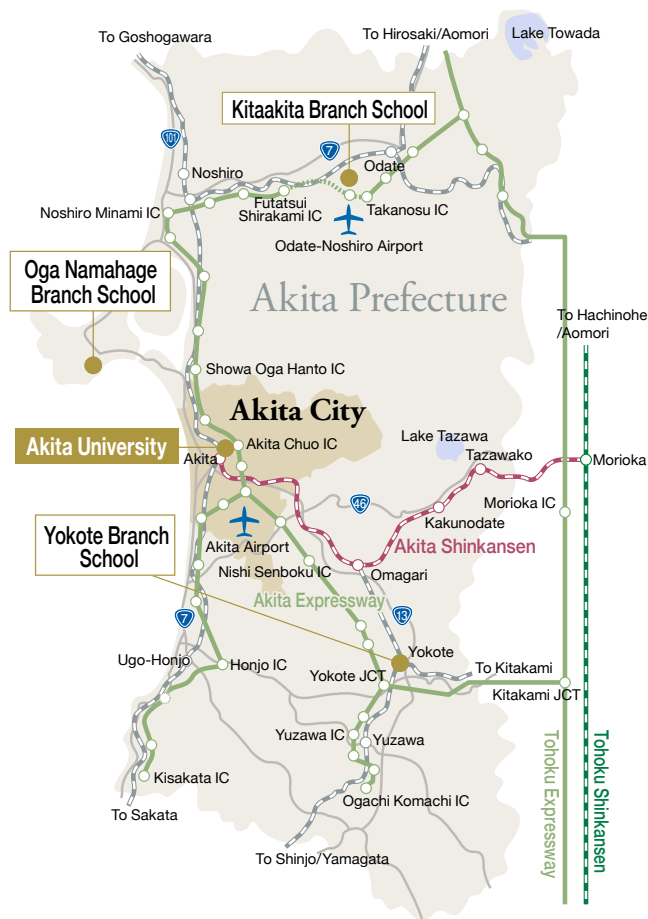 To Goshogawara
To Hirosaki/Aomori
Lake Towada
Kitaakita Branch School
101
7
Noshiro
Odate
Futatsui
Shirakami IC
Takanosu IC
Noshiro Minami IC
Odate-Noshiro Airport
Oga Namahage
Branch School
Akita Prefecture
To Hachinohe
/Aomori
Showa Oga Hanto IC
Akita City
Akita University
Akita Chuo IC
Akita
Lake Tazawa
Tazawako
Morioka
46
Morioka IC
Kakunodate
Yokote Branch
School
Akita Airport
Akita Shinkansen
Nishi Senboku IC
Omagari
Akita Expressway
7
13
Ugo-Honjo
Honjo IC
Yokote
To Kitakami
Yokote JCT
Kitakami JCT
Yuzawa IC
Yuzawa
Kisakata IC
Ogachi Komachi IC
To Sakata
To Shinjo/Yamagata
Tohoku Expressway
Tohoku Shinkansen